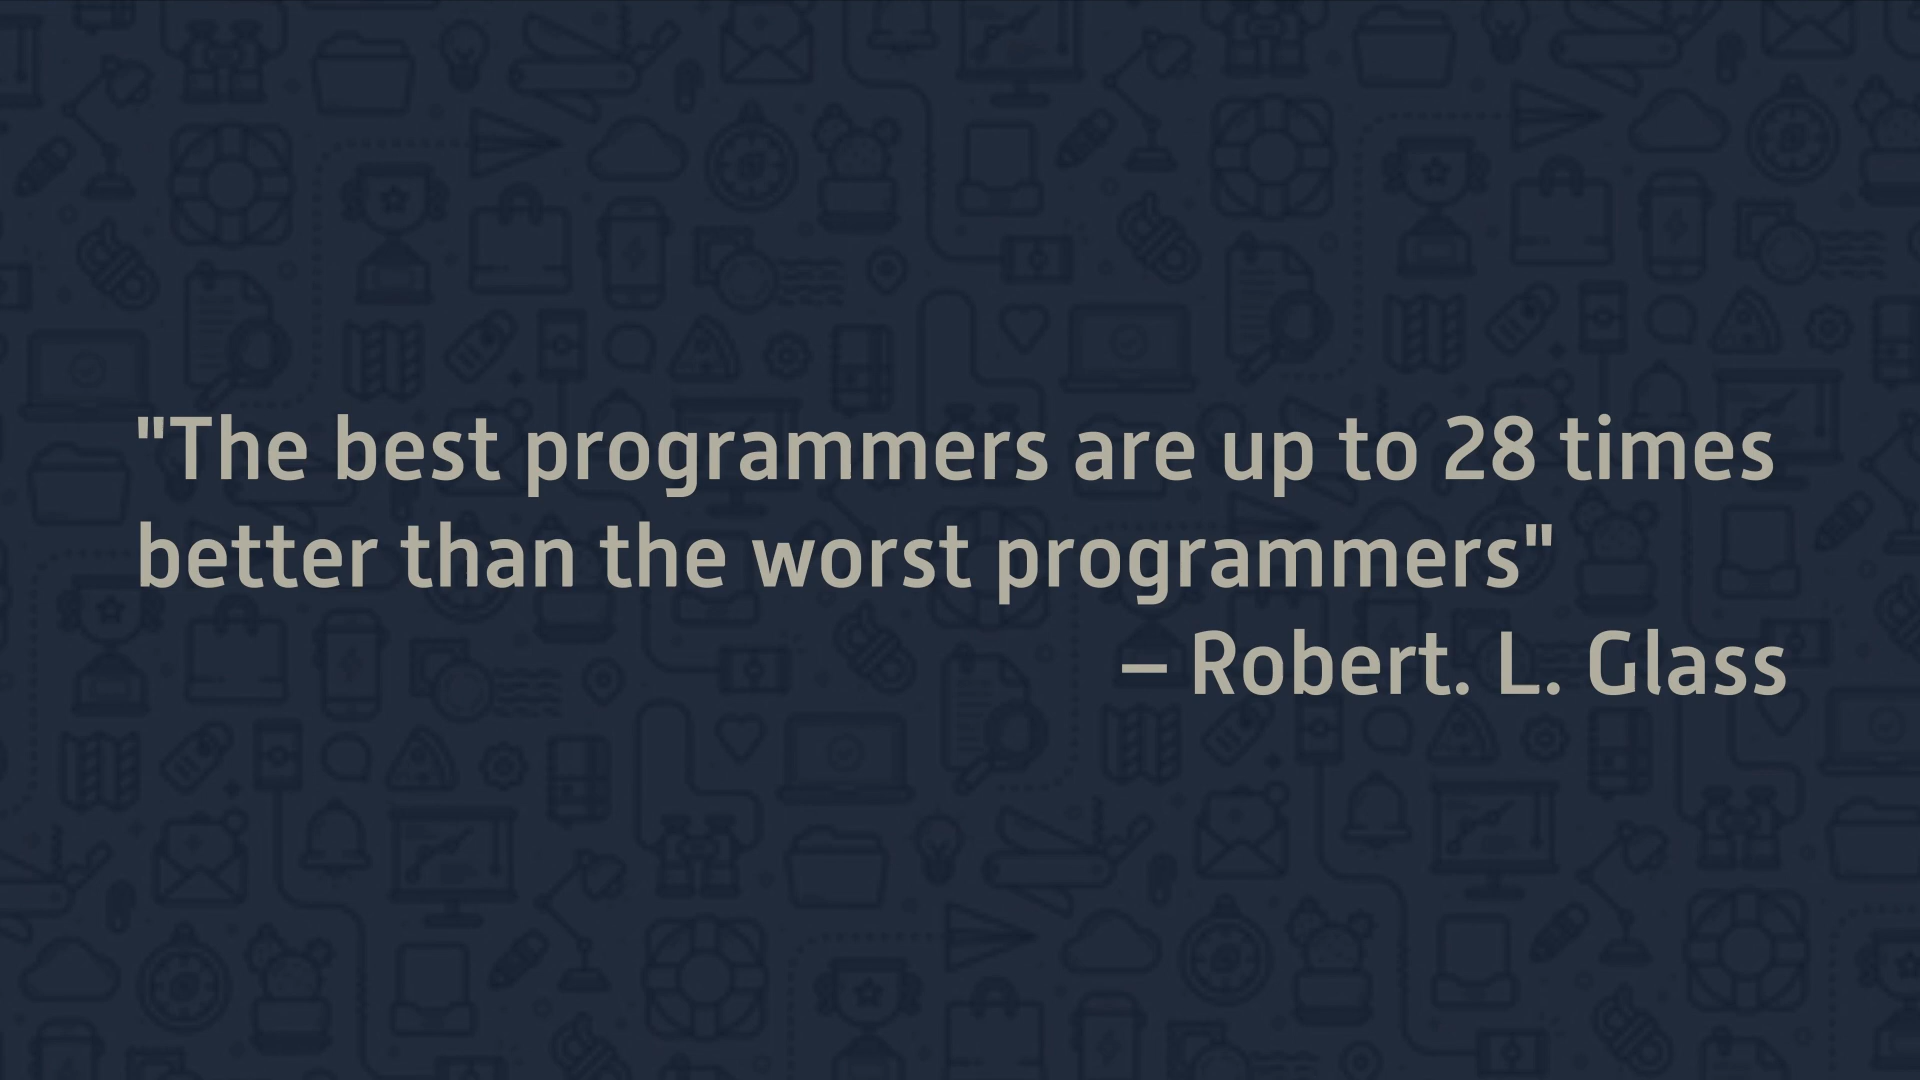 "The best programmers are up to 28 times
better than the worst programmers"
– Robert. L. Glass